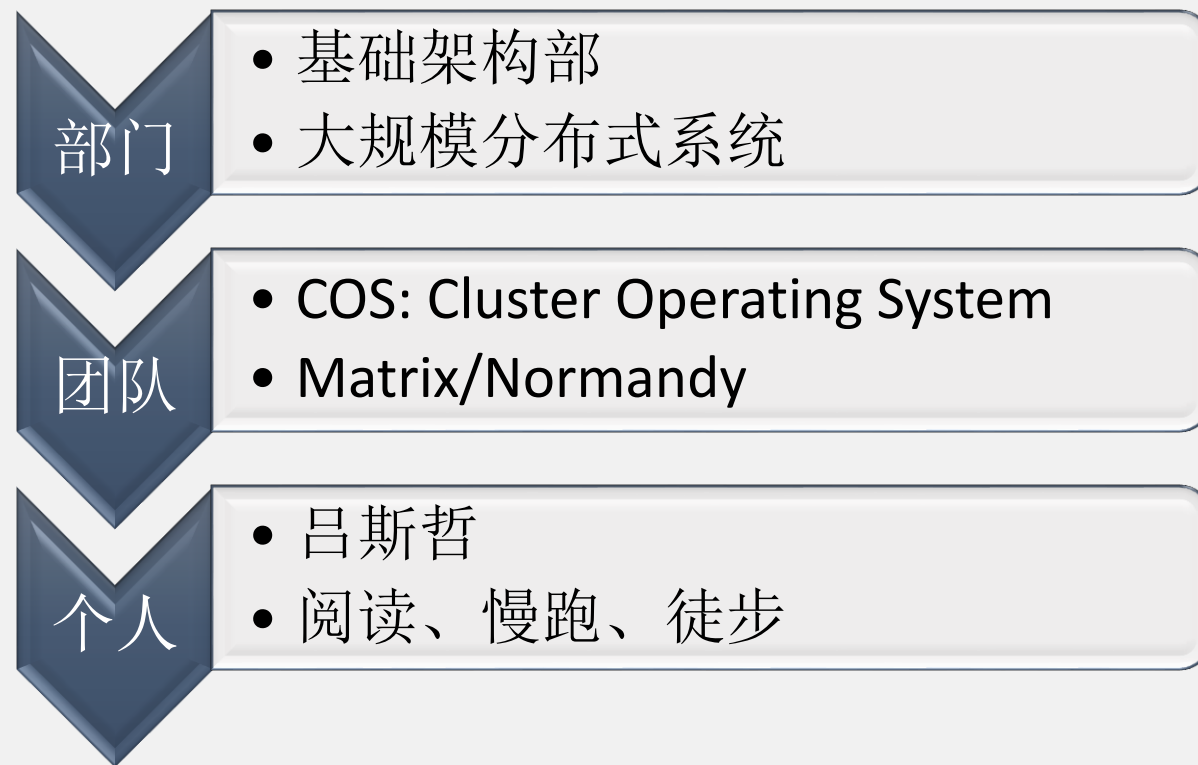 部门
• 基础架构部
• 大规模分布式系统
团队
• COS: Cluster Operating System
• Matrix/Normandy
个人
• 吕斯哲
• 阅读、慢跑、徒步